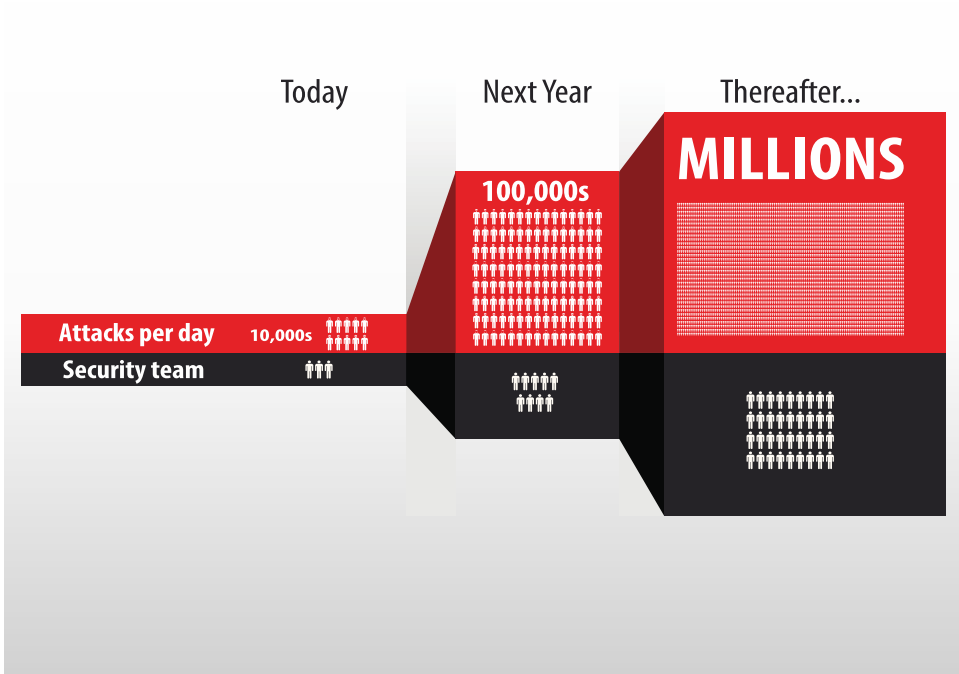 Today
Next Year
Thereafter...
MILLIONS
100,000s
Attacks per day
10,000s
Security team